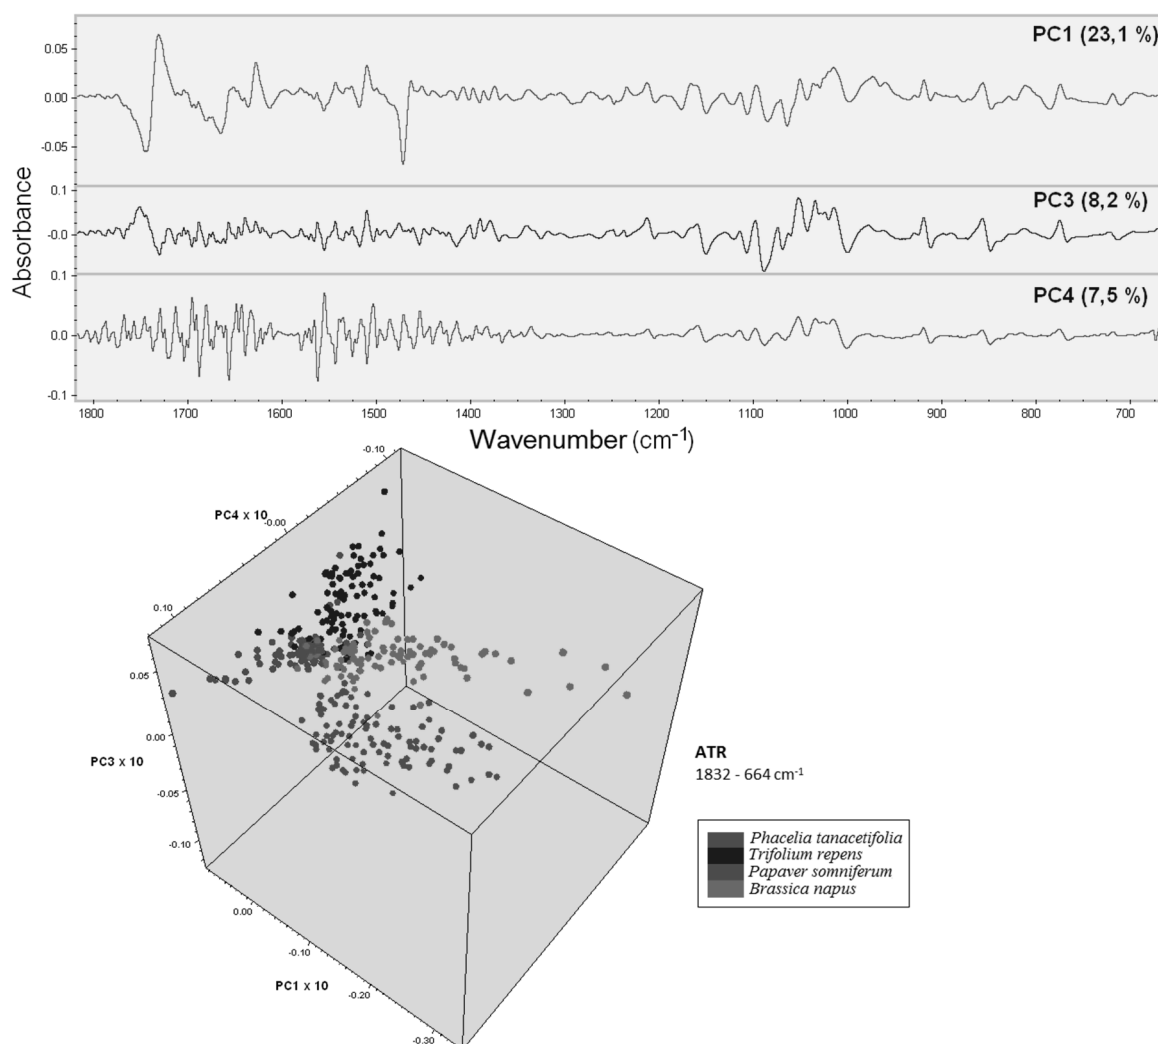 PC1 (23,1 %)
0.05
0.00
-0.05
0.1
PC3 (8,2 %)
-0.0
0.1
PC4 (7,5 %)
0.0
-0.1
Absorbance
1800 1700 1600 1500 1400 1300 1200 1100 1000 900 800 700
Wavenumber (cm-1)
-0.10
PC4 x 10
-0.00
0.10
0.05
0.00
PC3 x 10
-0.05
-0.10
ATR
1832 - 664 cm-1
Phacelia tanacetifolia
Trifolium repens
Papaver somniferum
Brassica napus
0.00
-0.10
PC1 x 10
-0.20
-0.30